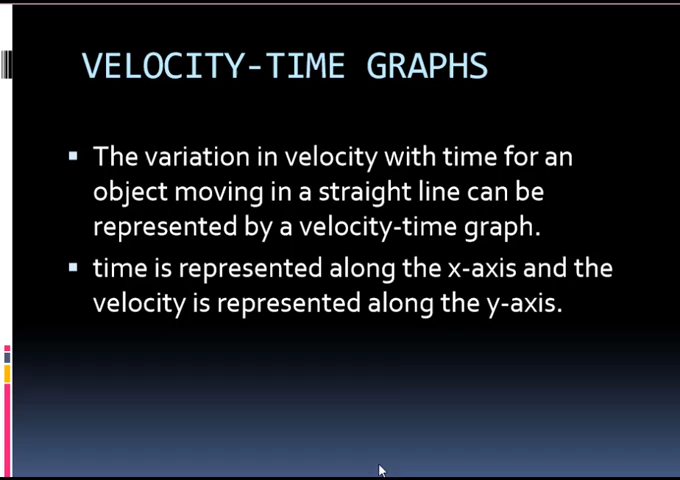 VELOCITY-TIME GRAPHS
The variation in velocity with time for an
object moving in a straight line can be
represented by a velocity-time graph.
time is represented along the x-axis and the
velocity is represented along the y-axis.